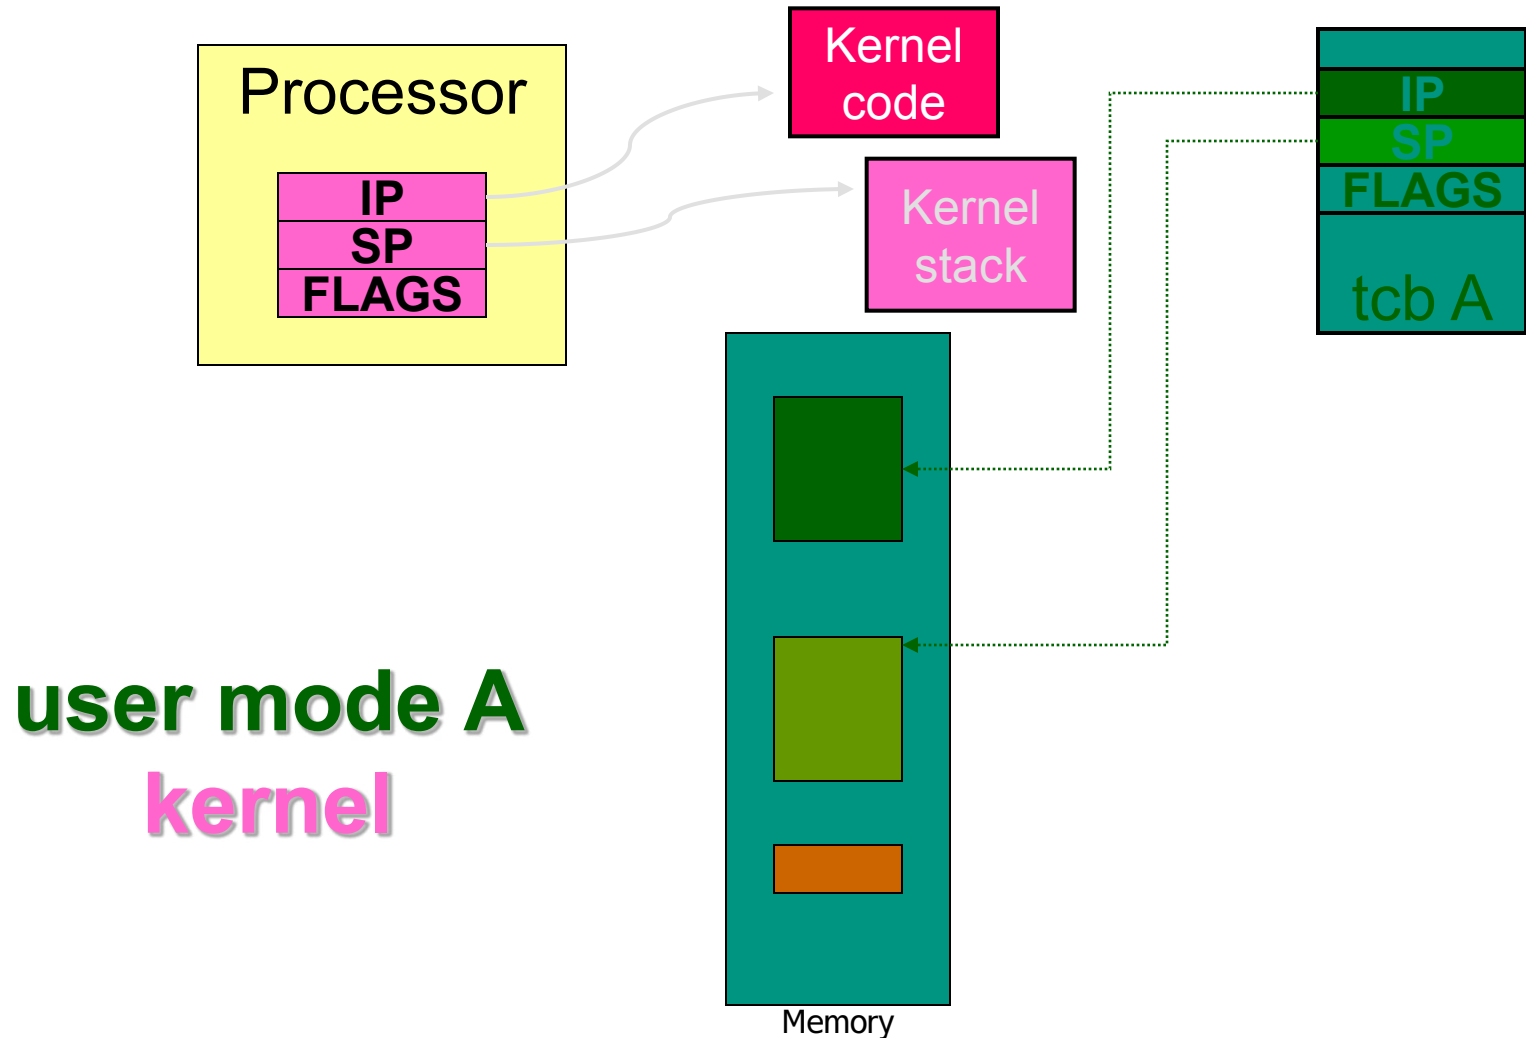 Processor
IP
SP
FLAGS
Kernel
code
Kernel
stack
IP
SP
FLAGS
tcb A
user mode A
kernel
Memory